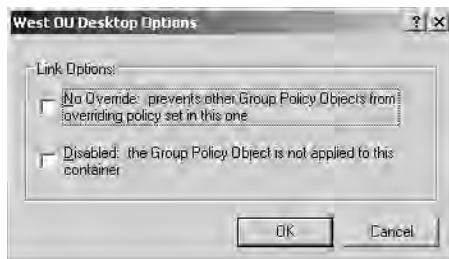 West OU Desktop Options
? ×
Link Options:
No Override: prevents other Group Policy Objects from
overriding policy set in this one
Disabled: the Group Policy Object is not applied to this
container
OK Cancel